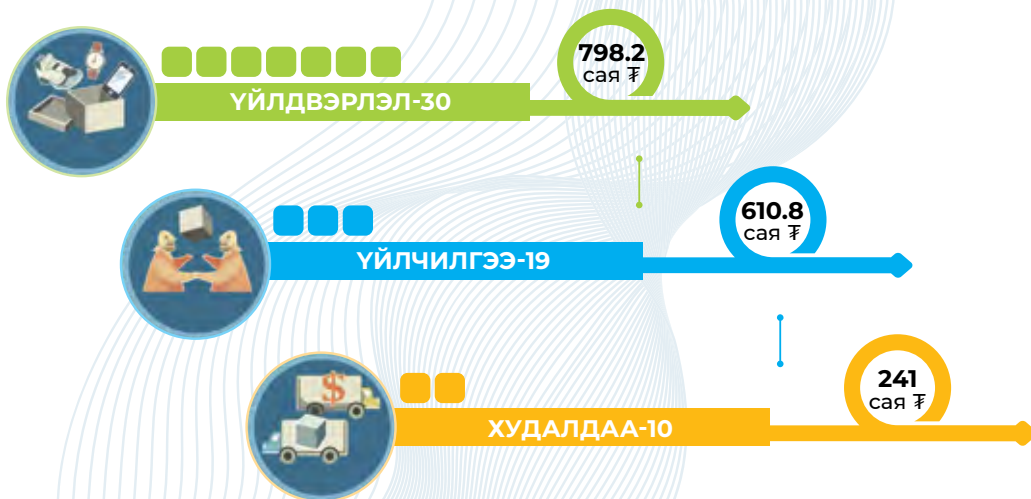 798.2
сая ₮
ҮЙЛДВЭРЛЭЛ-30
610.8
сая ₮
ҮЙЛЧИЛГЭЭ-19
241
сая ₮
ХУДАЛДАА-10
$